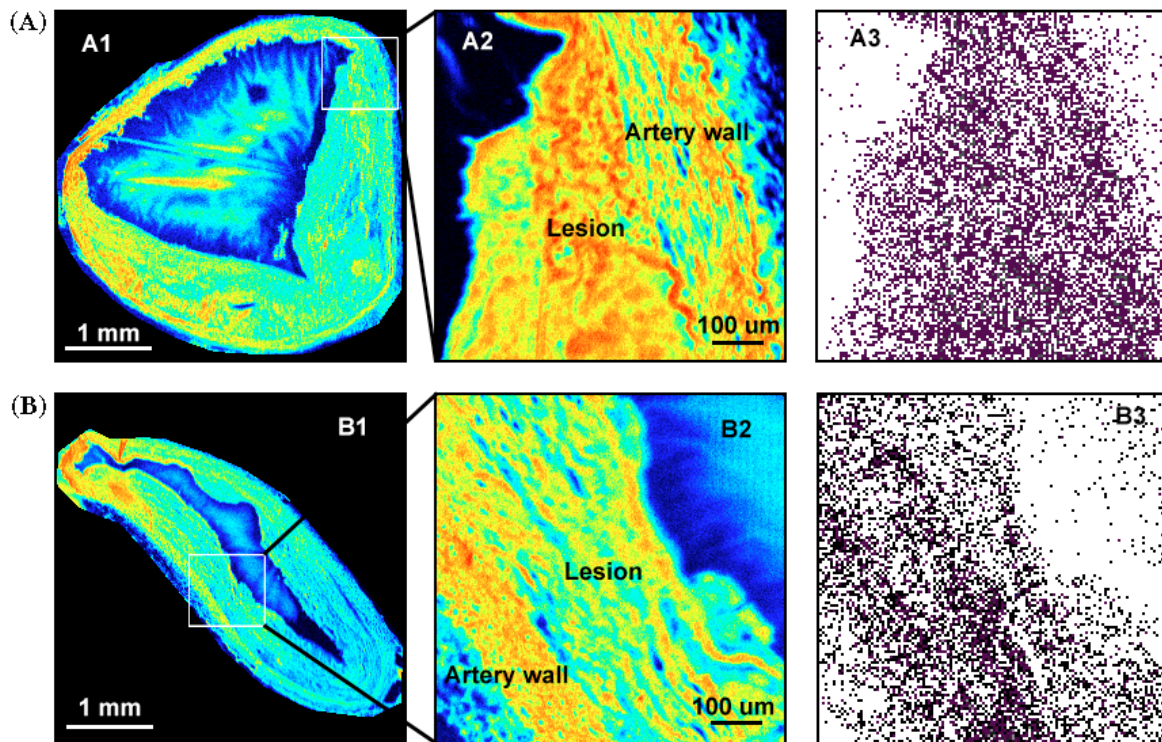 (A)
A1
A2
A3
Artery wall
Lesion
1 mm
100 um
(B)
B1
B2
B3
Lesion
Artery wall
1 mm
100 um